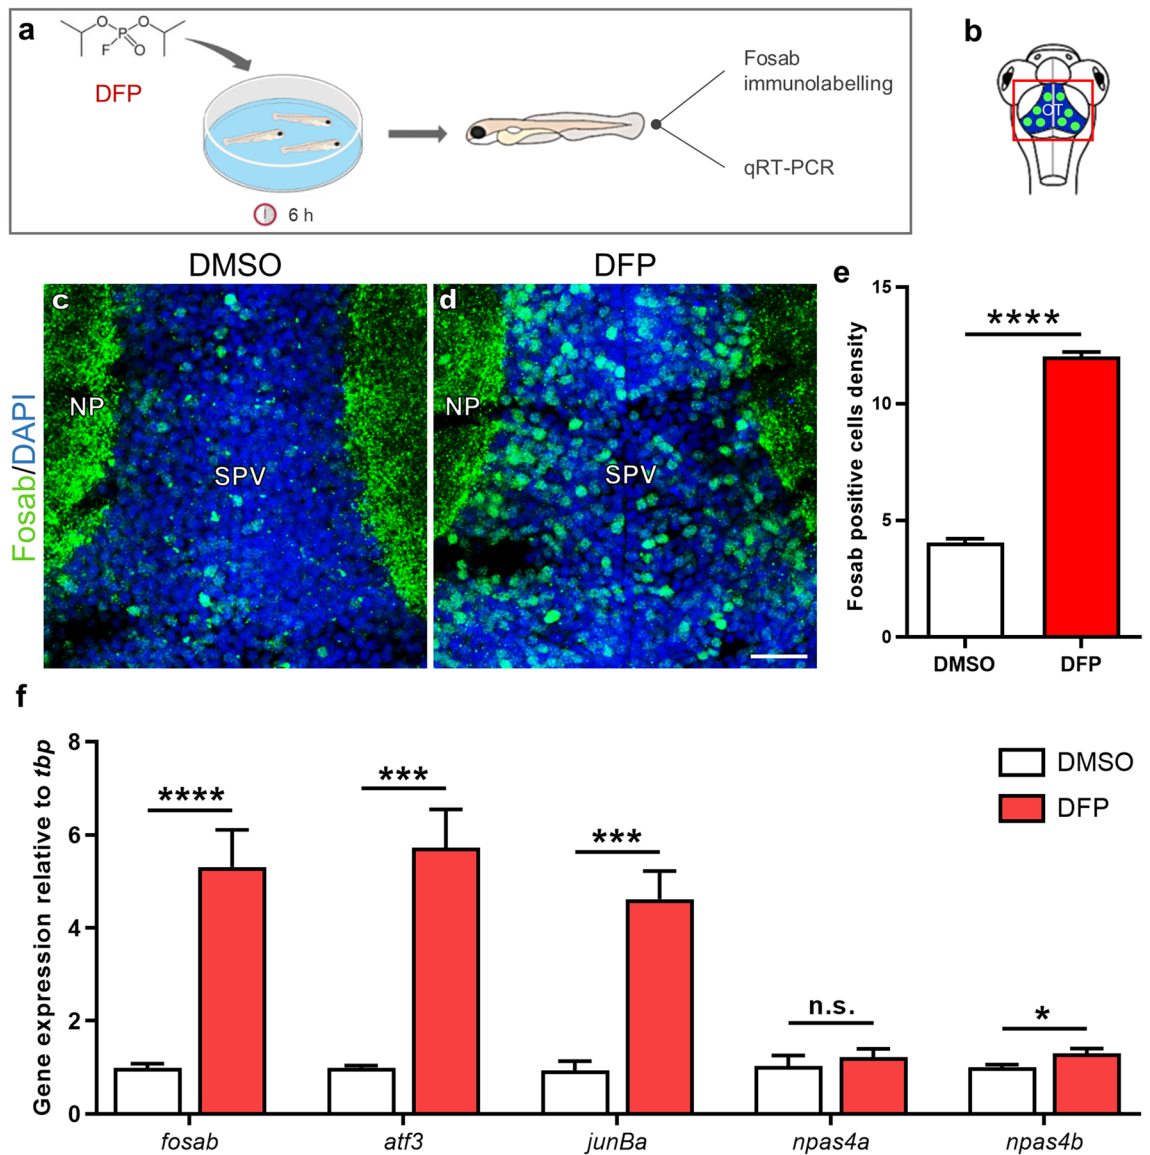 a
O
O
P
F
O
DFP
6 h
Fosab
immunolabelling
qRT-PCR
b
OT
DMSO
DFP
c
d
Fosab/DAPI
NP
SPV
NP
SPV
e
Fosab positive cells density
15
10
5
0
****
DMSO
DFP
f
Gene expression relative to tbp
8
6
4
2
0
****
***
***
n.s.
*
DMSO
DFP
fosab
atf3
junBa
npas4a
npas4b